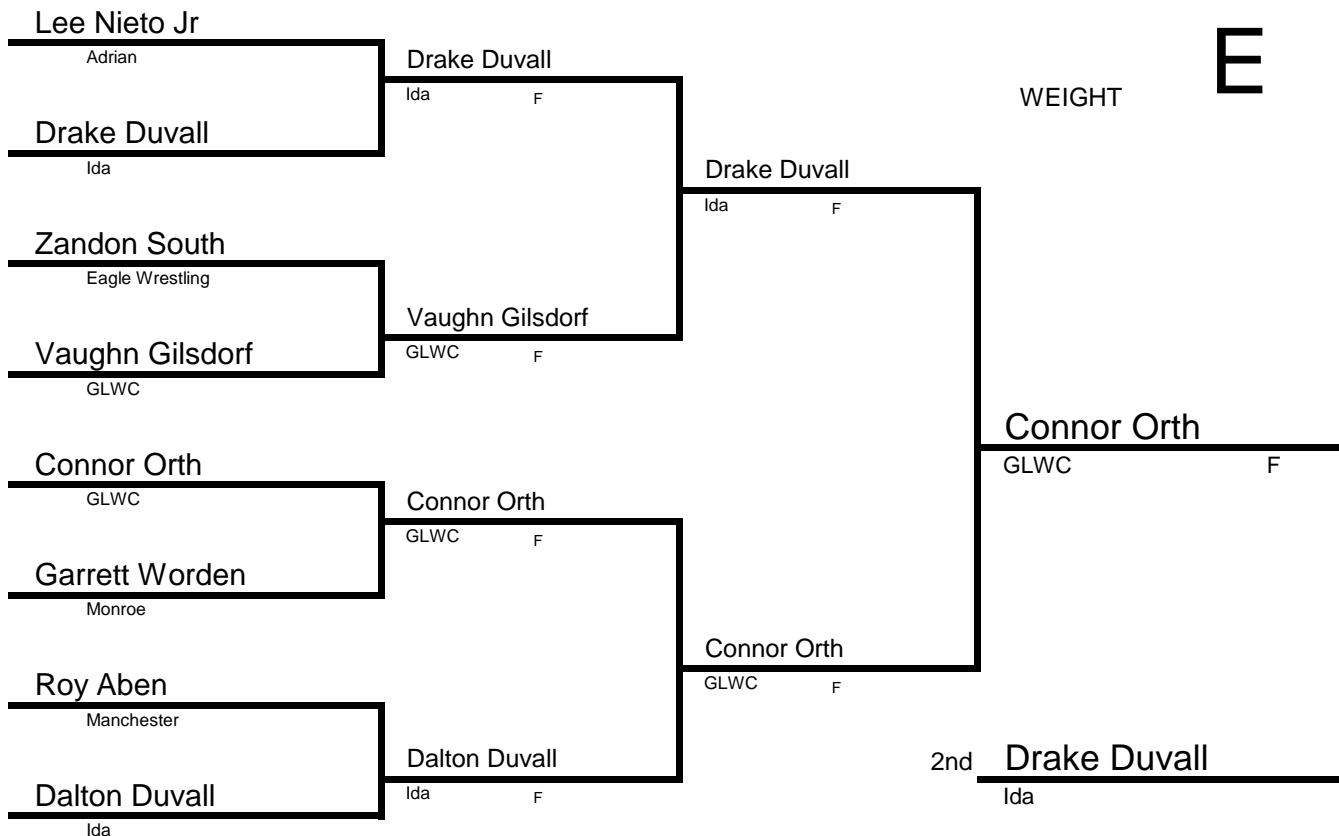 Lee Nieto Jr
Adrian
Drake Duvall
Ida F
E
WEIGHT
Drake Duvall
Ida
Drake Duvall
Ida F
Zandon South
Eagle Wrestling
Vaughn Gilsdorf
GLWC F
Vaughn Gilsdorf
GLWC
Connor Orth
GLWC F
Connor Orth
GLWC
Connor Orth
GLWC F
Garrett Worden
Monroe
Connor Orth
GLWC F
Roy Aben
Manchester
Dalton Duvall
Ida F
2nd Drake Duvall
Ida
Dalton Duvall
Ida